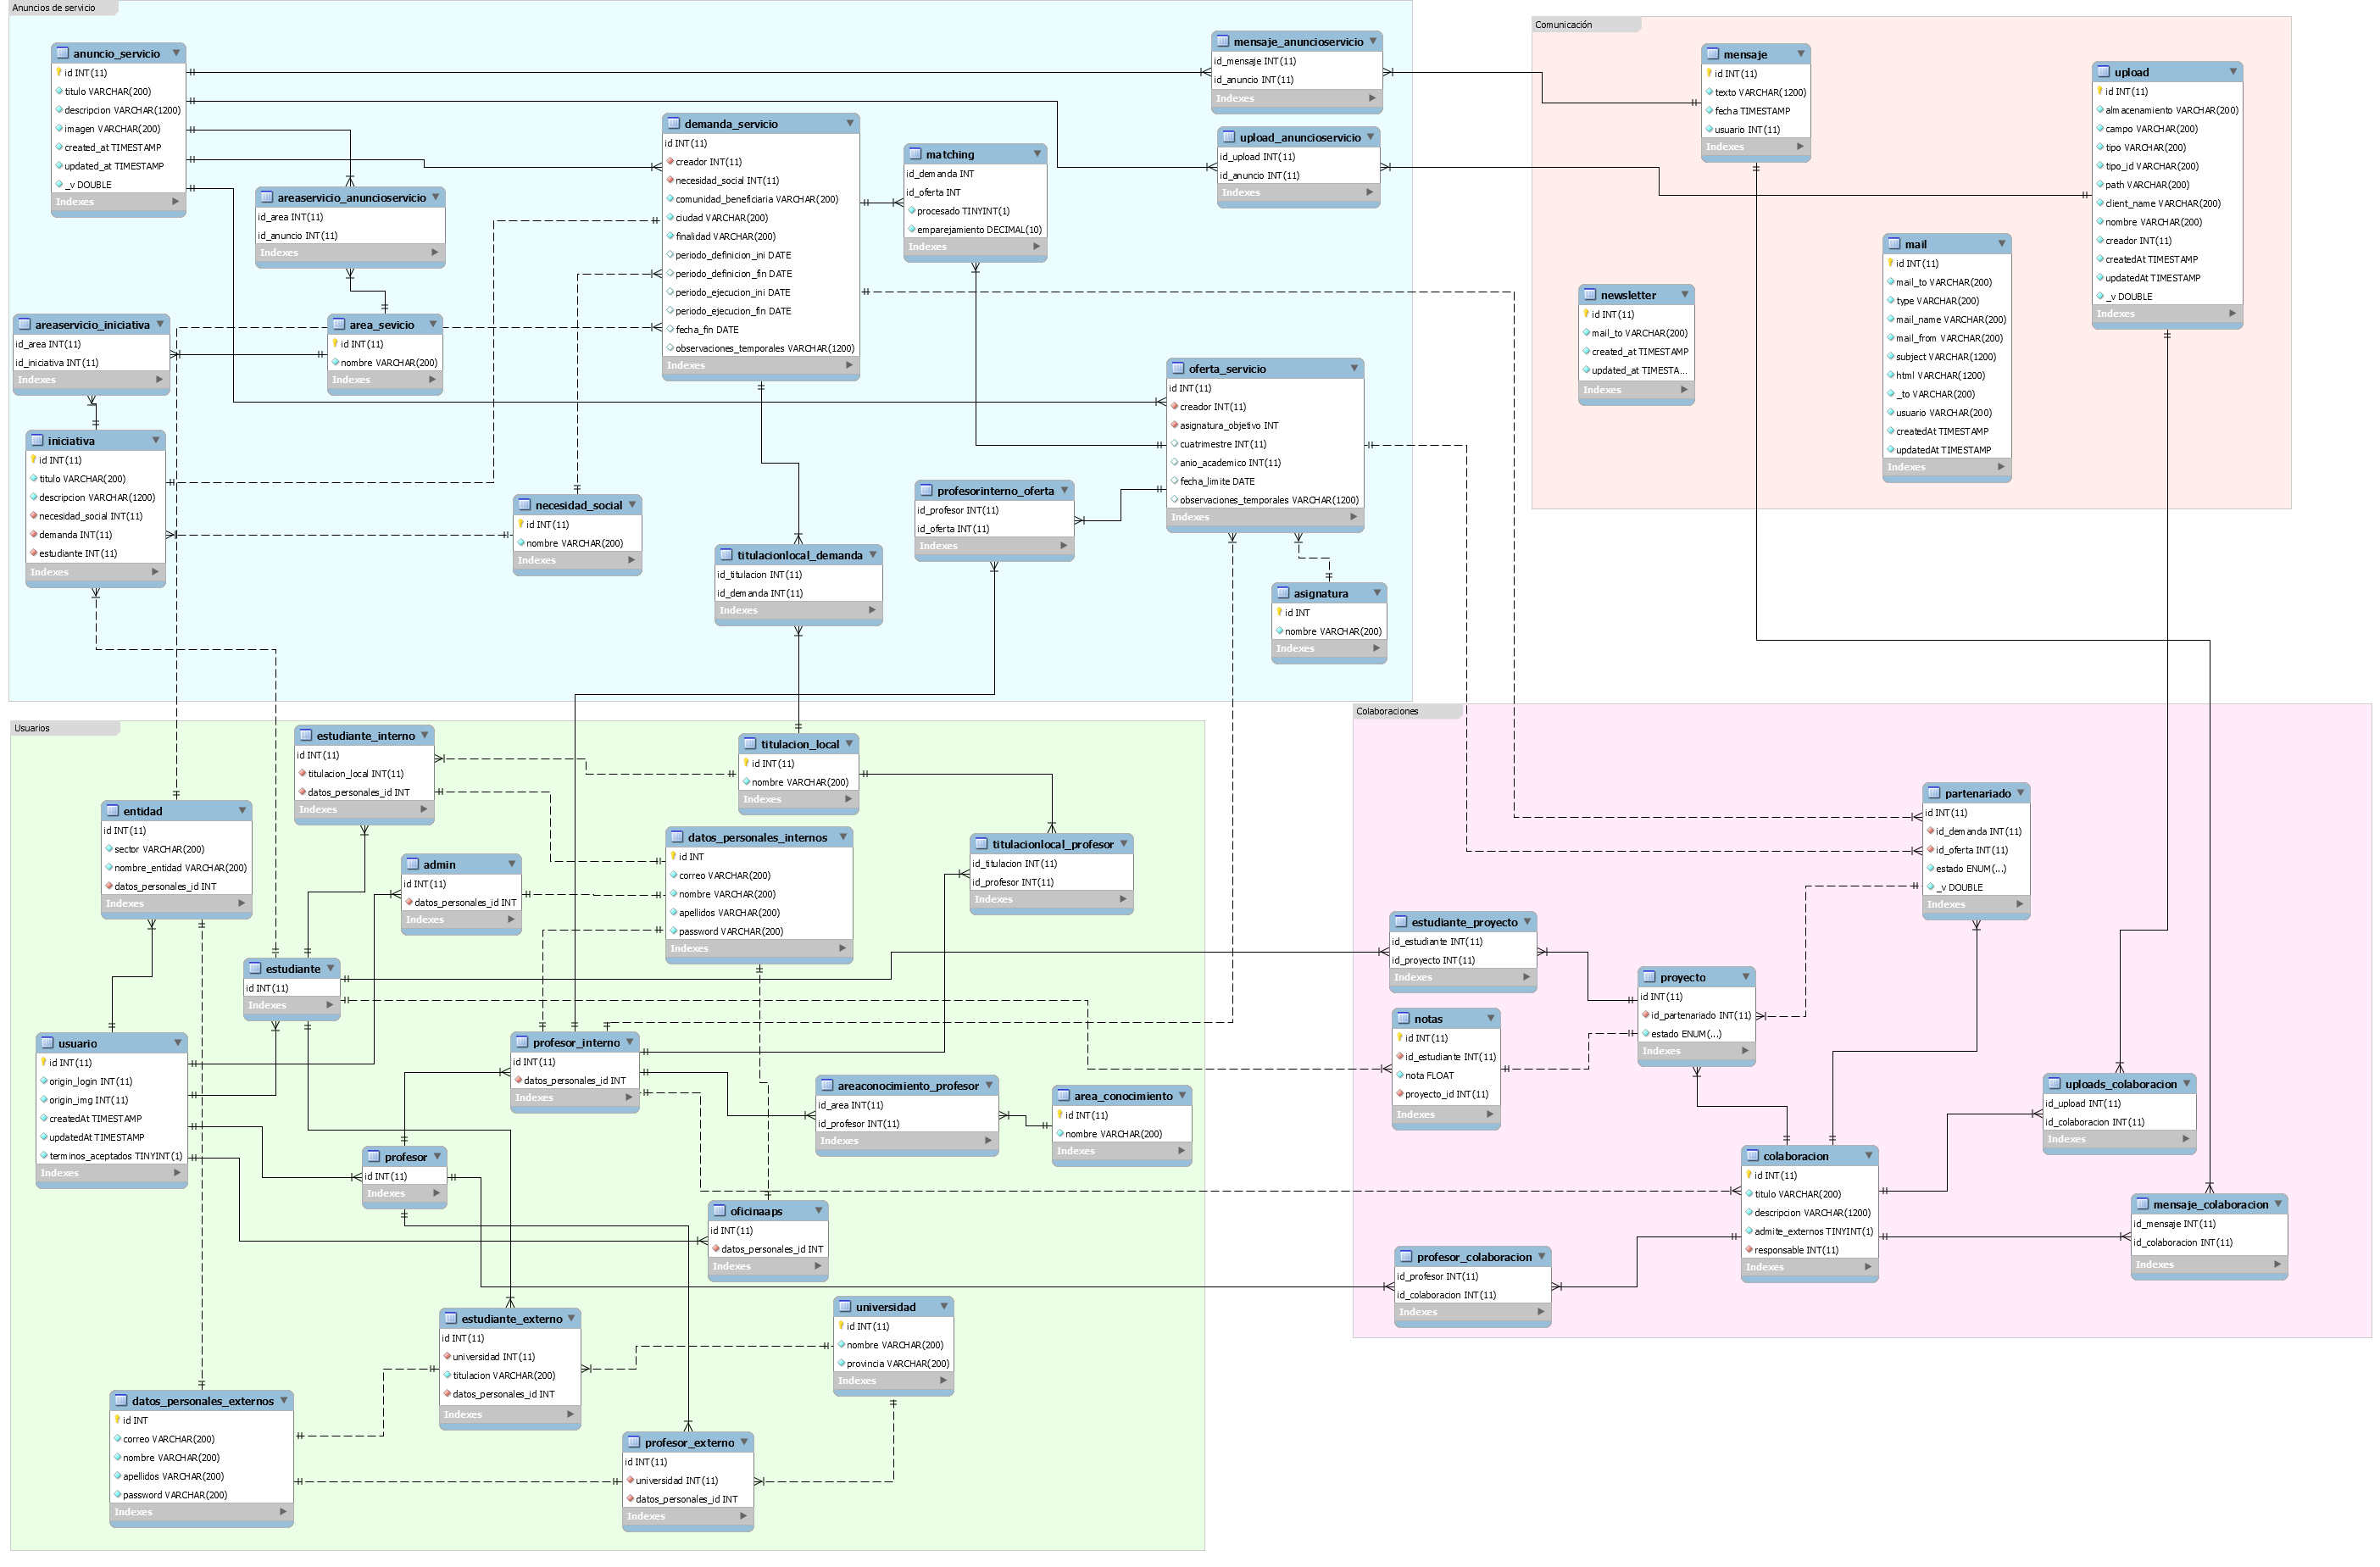 Anuncios de servicio
anuncio_servicio
id INT(11)
titulo VARCHAR(200)
descripcion VARCHAR(1200)
imagen VARCHAR(200)
created_at TIMESTAMP
updated_at TIMESTAMP
_v DOUBLE
Indexes
areaservicio_anuncioservicio
id_area INT(11)
id_anuncio INT(11)
Indexes
demanda_servicio
id INT(11)
creador INT(11)
necesidad_social INT(11)
comunidad_beneficiaria VARCHAR(200)
ciudad VARCHAR(200)
finalidad VARCHAR(200)
periodo_definicion_ini DATE
periodo_definicion_fin DATE
periodo_ejecucion_ini DATE
periodo_ejecucion_fin DATE
fecha_fin DATE
observaciones_temporales VARCHAR(1200)
Indexes
matching
id_demanda INT
id_oferta INT
procesado TINYINT(1)
emparejamiento DECIMAL(10)
Indexes
mensaje_anuncioservicio
id_mensaje INT(11)
id_anuncio INT(11)
Indexes
upload_anuncioservicio
id_upload INT(11)
id_anuncio INT(11)
Indexes
areaservicio_iniciativa
id_area INT(11)
id_iniciativa INT(11)
Indexes
area_sevicio
id INT(11)
nombre VARCHAR(200)
Indexes
iniciativa
id INT(11)
titulo VARCHAR(200)
descripcion VARCHAR(1200)
necesidad_social INT(11)
demanda INT(11)
estudiante INT(11)
Indexes
necesidad_social
id INT(11)
nombre VARCHAR(200)
Indexes
oferta_servicio
id INT(11)
creador INT(11)
asignatura_objetivo INT
cuatrimestre INT(11)
anio_academico INT(11)
fecha_limite DATE
observaciones_temporales VARCHAR(1200)
Indexes
profesorinterno_oferta
id_profesor INT(11)
id_oferta INT(11)
Indexes
titulacionlocal_demanda
id_titulacion INT(11)
id_demanda INT(11)
Indexes
asignatura
id INT
nombre VARCHAR(200)
Indexes
Comunicación
mensaje
id INT(11)
texto VARCHAR(1200)
fecha TIMESTAMP
usuario INT(11)
Indexes
upload
id INT(11)
almacenamiento VARCHAR(200)
campo VARCHAR(200)
tipo VARCHAR(200)
tipo_id VARCHAR(200)
path VARCHAR(200)
client_name VARCHAR(200)
nombre VARCHAR(200)
creador INT(11)
createdAt TIMESTAMP
updatedAt TIMESTAMP
_v DOUBLE
Indexes
mail
id INT(11)
mail_to VARCHAR(200)
type VARCHAR(200)
mail_name VARCHAR(200)
mail_from VARCHAR(200)
subject VARCHAR(1200)
html VARCHAR(1200)
_to VARCHAR(200)
usuario VARCHAR(200)
createdAt TIMESTAMP
updatedAt TIMESTAMP
Indexes
newsletter
id INT(11)
mail_to VARCHAR(200)
created_at TIMESTAMP
updated_at TIMESTA...
Indexes
Usuarios
estudiante_interno
id INT(11)
titulacion_local INT(11)
datos_personales_id INT
Indexes
titulacion_local
id INT(11)
nombre VARCHAR(200)
Indexes
entidad
id INT(11)
sector VARCHAR(200)
nombre_entidad VARCHAR(200)
datos_personales_id INT
Indexes
admin
id INT(11)
datos_personales_id INT
Indexes
datos_personales_internos
id INT
correo VARCHAR(200)
nombre VARCHAR(200)
apellidos VARCHAR(200)
password VARCHAR(200)
Indexes
titulacionlocal_profesor
id_titulacion INT(11)
id_profesor INT(11)
Indexes
estudiante
id INT(11)
Indexes
usuario
id INT(11)
origin_login INT(11)
origin_img INT(11)
createdAt TIMESTAMP
updatedAt TIMESTAMP
terminos_aceptados TINYINT(1)
Indexes
profesor_interno
id INT(11)
datos_personales_id INT
Indexes
areaconocimiento_profesor
id_area INT(11)
id_profesor INT(11)
Indexes
area_conocimiento
id INT(11)
nombre VARCHAR(200)
Indexes
profesor
id INT(11)
Indexes
oficinaaps
id INT(11)
datos_personales_id INT
Indexes
estudiante_externo
id INT(11)
universidad INT(11)
titulacion VARCHAR(200)
datos_personales_id INT
Indexes
universidad
id INT(11)
nombre VARCHAR(200)
provincia VARCHAR(200)
Indexes
datos_personales_externos
id INT
correo VARCHAR(200)
nombre VARCHAR(200)
apellidos VARCHAR(200)
password VARCHAR(200)
Indexes
profesor_externo
id INT(11)
universidad INT(11)
datos_personales_id INT
Indexes
Colaboraciones
partenariado
id INT(11)
id_demanda INT(11)
id_oferta INT(11)
estado ENUM(...)
_v DOUBLE
Indexes
estudiante_proyecto
id_estudiante INT(11)
id_proyecto INT(11)
Indexes
proyecto
id INT(11)
id_partenariado INT(11)
estado ENUM(...)
Indexes
notas
id INT(11)
id_estudiante INT(11)
nota FLOAT
proyecto_id INT(11)
Indexes
uploads_colaboracion
id_upload INT(11)
id_colaboracion INT(11)
Indexes
colaboracion
id INT(11)
titulo VARCHAR(200)
descripcion VARCHAR(1200)
admite_externos TINYINT(1)
responsable INT(11)
Indexes
mensaje_colaboracion
id_mensaje INT(11)
id_colaboracion INT(11)
Indexes
profesor_colaboracion
id_profesor INT(11)
id_colaboracion INT(11)
Indexes